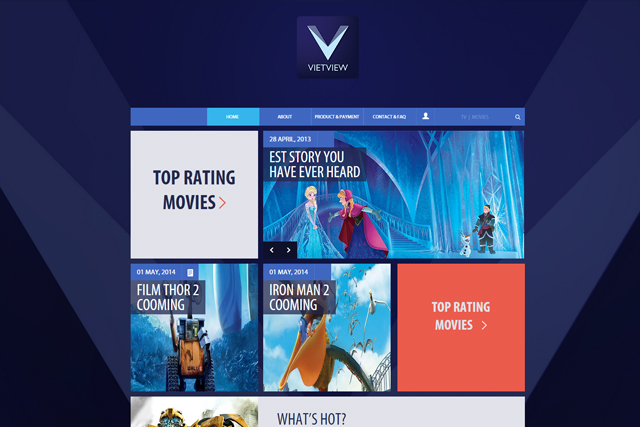 VIETVIEW
HOME ABOUT PRODUCT & PAYMENT CONTACT & FAQ TV | MOVIES
TOP RATING
MOVIES
28 APRIL, 2013
EST STORY YOU
HAVE EVER HEARD
01 MAY, 2014
FILM THOR 2
COOMING
01 MAY, 2014
IRON MAN 2
COOMING
TOP RATING
MOVIES
WALL·E
WHAT'S HOT?